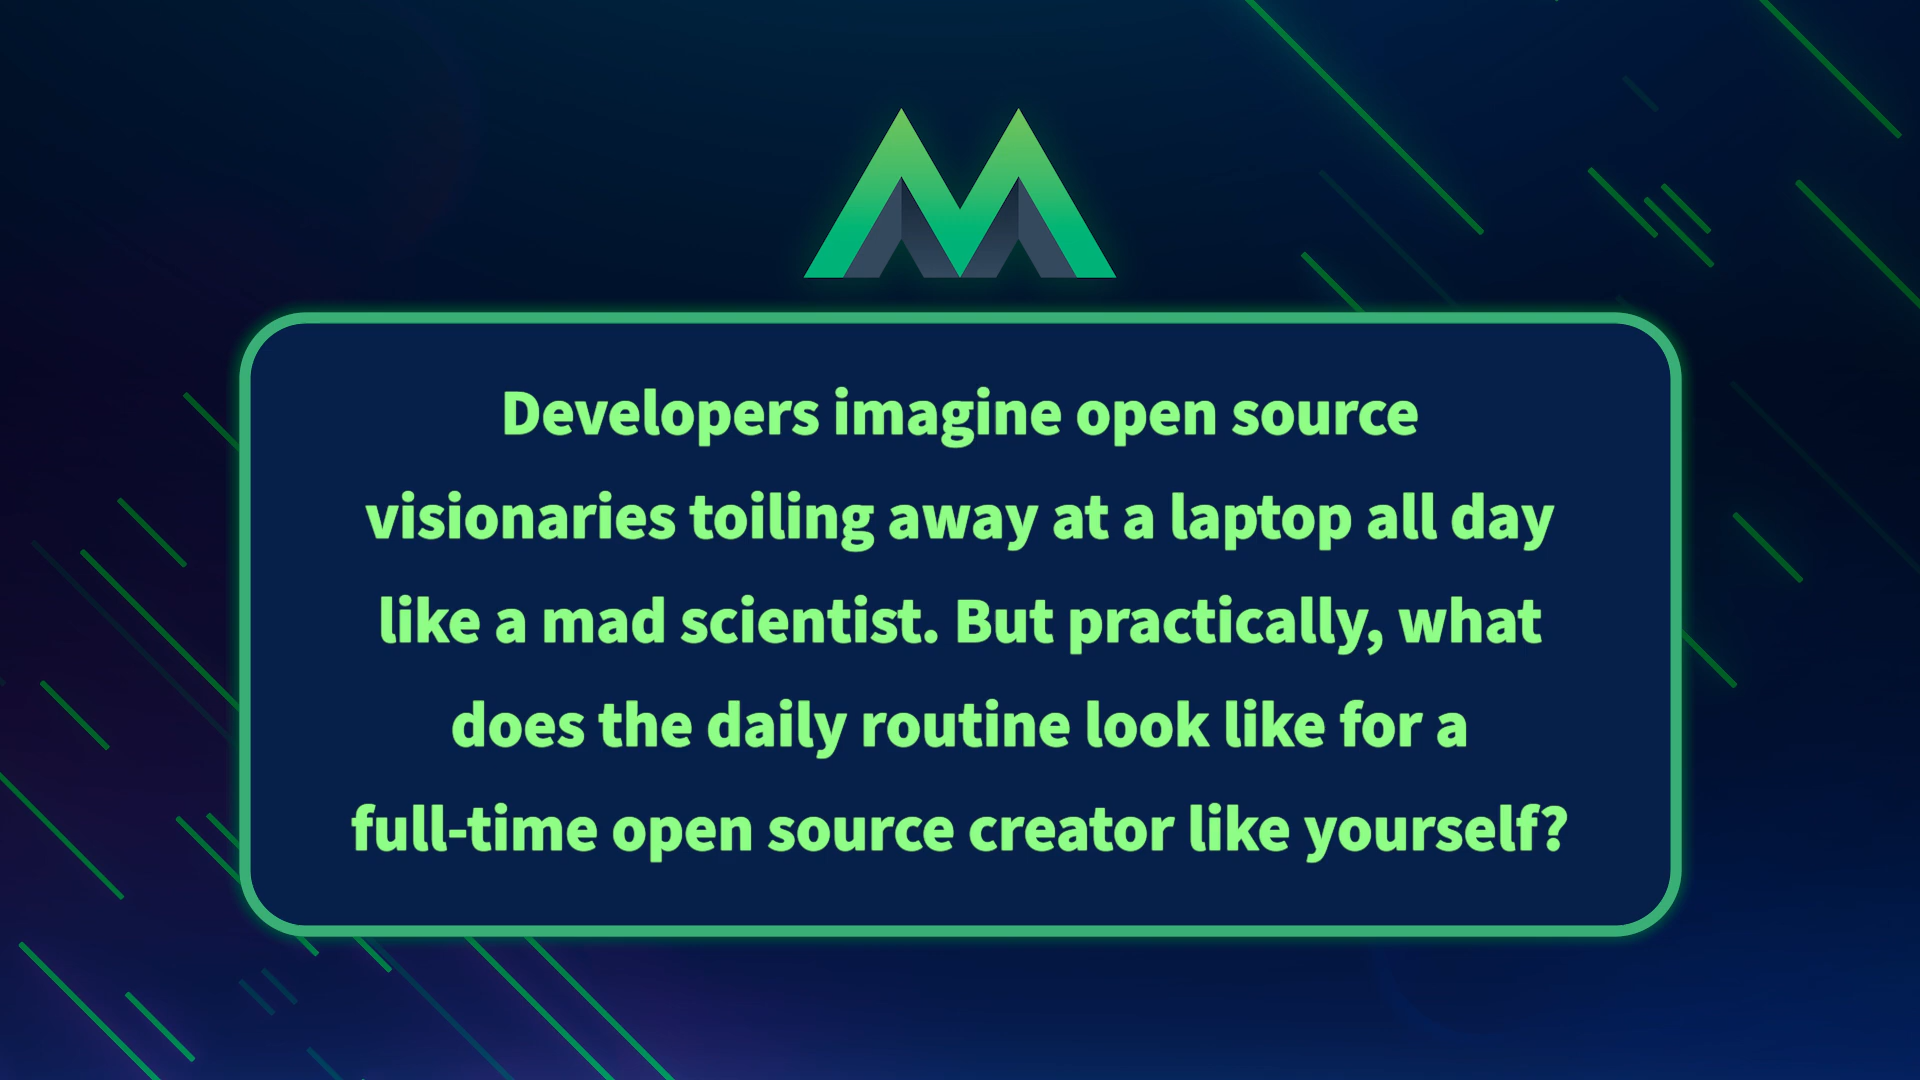 Developers imagine open source
visionaries toiling away at a laptop all day
like a mad scientist. But practically, what
does the daily routine look like for a
full-time open source creator like yourself?